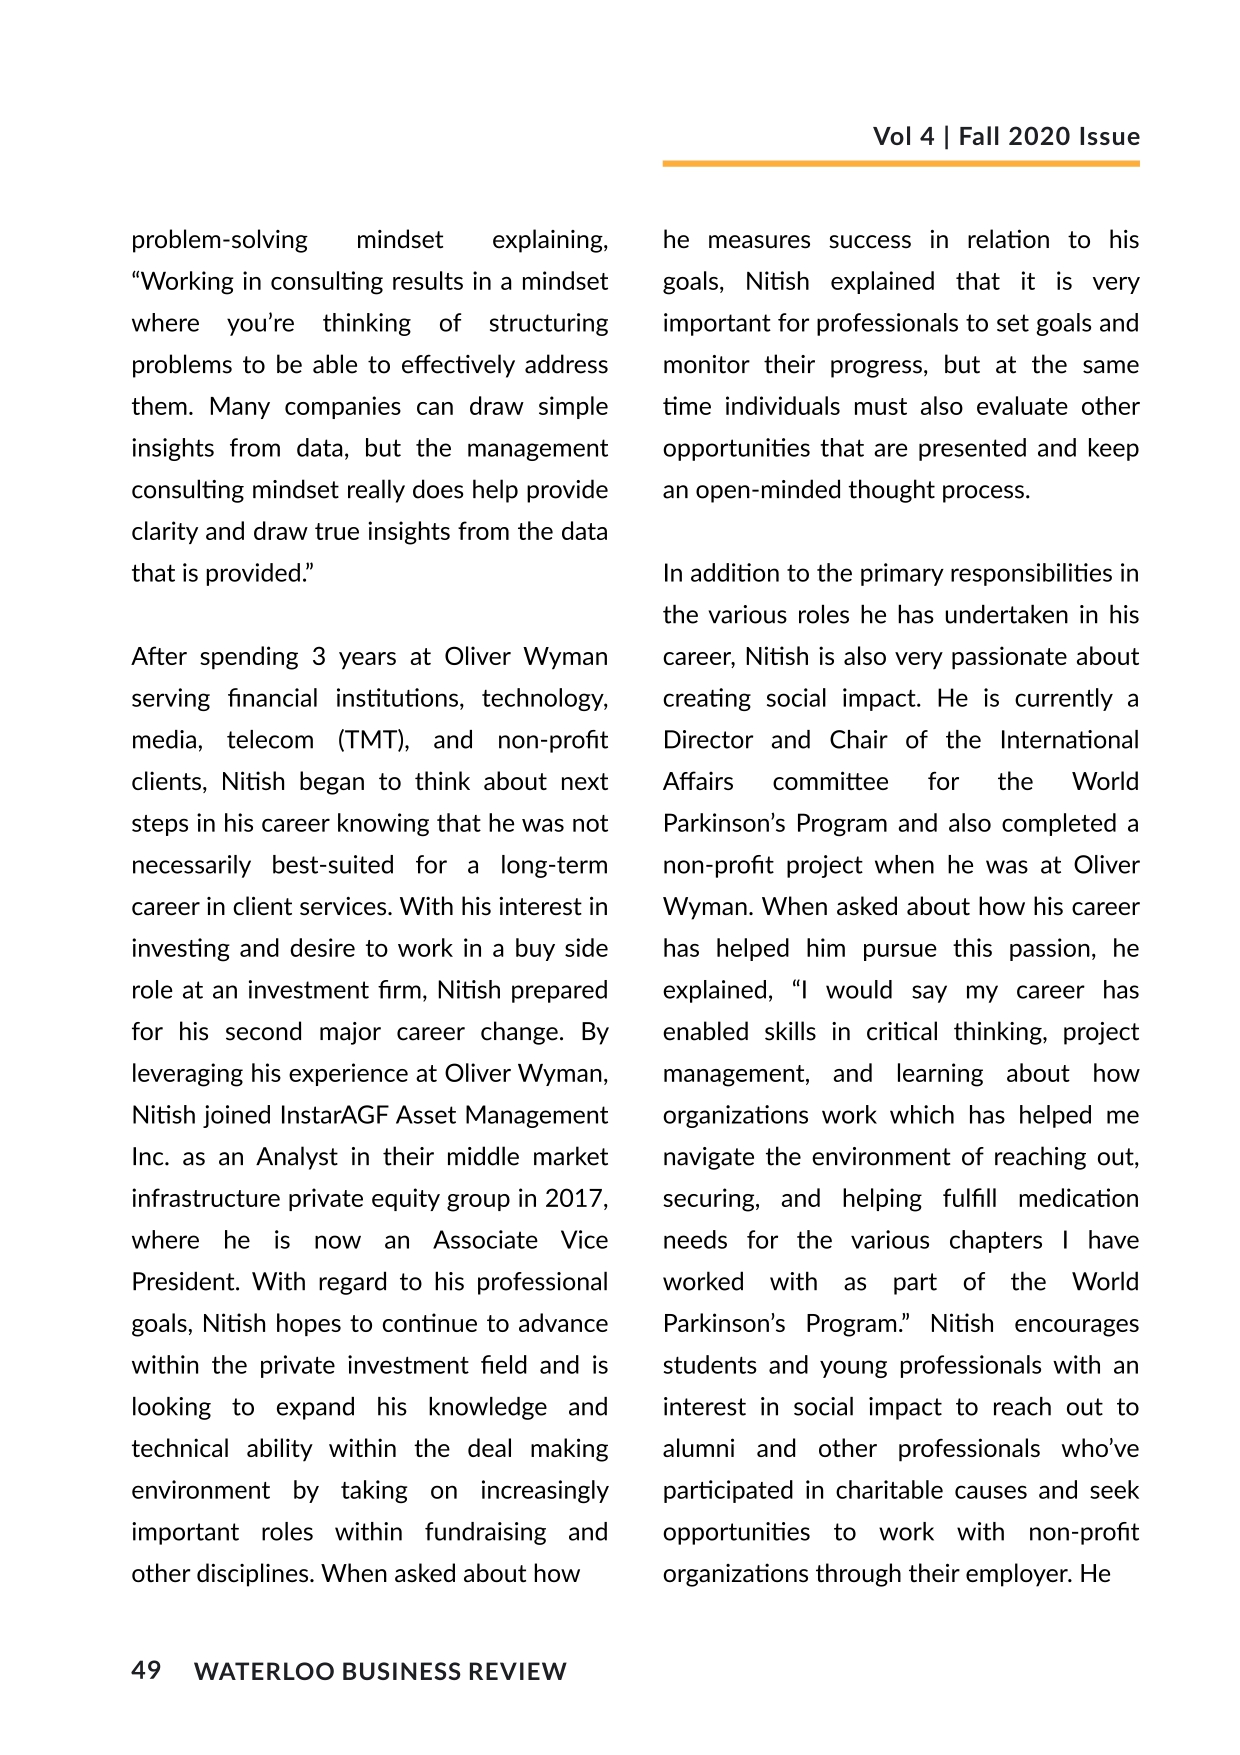 Vol 4 | Fall 2020 Issue
problem-solving mindset explaining,
“Working in consulting results in a mindset
where you’re thinking of structuring
problems to be able to effectively address
them. Many companies can draw simple
insights from data, but the management
consulting mindset really does help provide
clarity and draw true insights from the data
that is provided.”
After spending 3 years at Oliver Wyman
serving financial institutions, technology,
media, telecom (TMT), and non-profit
clients, Nitish began to think about next
steps in his career knowing that he was not
necessarily best-suited for a long-term
career in client services. With his interest in
investing and desire to work in a buy side
role at an investment firm, Nitish prepared
for his second major career change. By
leveraging his experience at Oliver Wyman,
Nitish joined InstarAGF Asset Management
Inc. as an Analyst in their middle market
infrastructure private equity group in 2017,
where he is now an Associate Vice
President. With regard to his professional
goals, Nitish hopes to continue to advance
within the private investment field and is
looking to expand his knowledge and
technical ability within the deal making
environment by taking on increasingly
important roles within fundraising and
other disciplines. When asked about how
he measures success in relation to his
goals, Nitish explained that it is very
important for professionals to set goals and
monitor their progress, but at the same
time individuals must also evaluate other
opportunities that are presented and keep
an open-minded thought process.
In addition to the primary responsibilities in
the various roles he has undertaken in his
career, Nitish is also very passionate about
creating social impact. He is currently a
Director and Chair of the International
Affairs committee for the World
Parkinson’s Program and also completed a
non-profit project when he was at Oliver
Wyman. When asked about how his career
has helped him pursue this passion, he
explained, “I would say my career has
enabled skills in critical thinking, project
management, and learning about how
organizations work which has helped me
navigate the environment of reaching out,
securing, and helping fulfill medication
needs for the various chapters I have
worked with as part of the World
Parkinson’s Program.” Nitish encourages
students and young professionals with an
interest in social impact to reach out to
alumni and other professionals who’ve
participated in charitable causes and seek
opportunities to work with non-profit
organizations through their employer. He
49 WATERLOO BUSINESS REVIEW